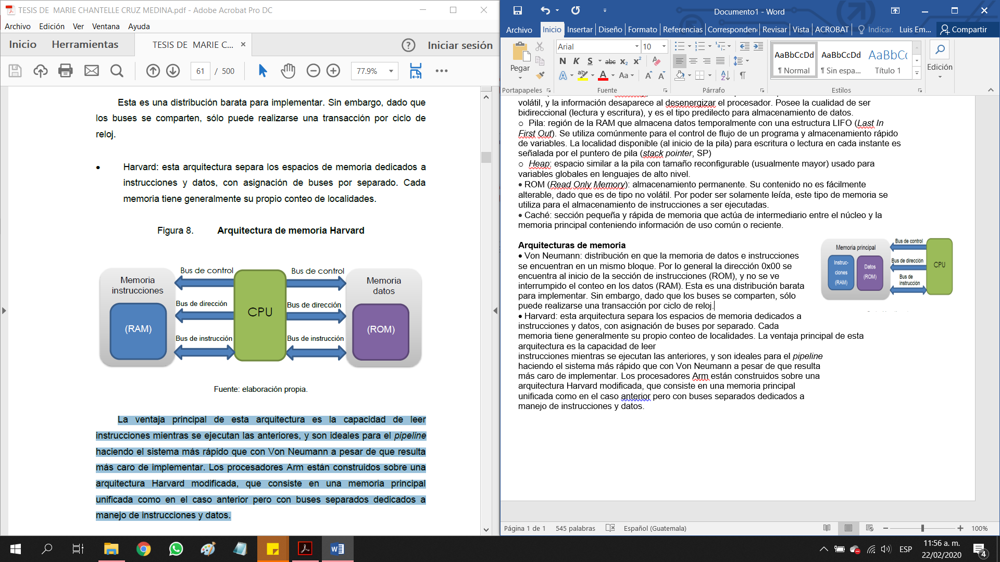 TESIS DE  MARIE CHANTELLE CRUZ MEDINA.pdf - Adobe Acrobat Pro DC
Archivo Edición Ver Ventana Ayuda
Inicio Herramientas TESIS DE  MARIE C... × ? Iniciar sesión
61 / 500 77.9%
Esta es una distribución barata para implementar. Sin embargo, dado que
los buses se comparten, sólo puede realizarse una transacción por ciclo de
reloj.
• Harvard: esta arquitectura separa los espacios de memoria dedicados a
instrucciones y datos, con asignación de buses por separado. Cada
memoria tiene generalmente su propio conteo de localidades.
Figura 8. Arquitectura de memoria Harvard
Memoria
instrucciones
(RAM)
Bus de control
Bus de dirección
Bus de instrucción
CPU
Bus de control
Bus de dirección
Bus de instrucción
Memoria
datos
(ROM)
Fuente: elaboración propia.
La ventaja principal de esta arquitectura es la capacidad de leer
instrucciones mientras se ejecutan las anteriores, y son ideales para el pipeline
haciendo el sistema más rápido que con Von Neumann a pesar de que resulta
más caro de implementar. Los procesadores Arm están construidos sobre una
arquitectura Harvard modificada, que consiste en una memoria principal
unificada como en el caso anterior pero con buses separados dedicados a
manejo de instrucciones y datos.
Documento1 - Word
Archivo Inicio Insertar Diseño Formato Referencias Corresponden Revisar Vista ACROBAT Indicar. Luis Em... Compartir
Pegar
Arial 10
N K S abc x₂ x²
A ab A Aa A A
AaBbCcDd AaBbCcDd AaBbCc
¶ Normal ¶ Sin espa... Título 1
Edición
Portapapeles Fuente Párrafo Estilos
volátil, y la información desaparece al desenergizar el procesador. Posee la cualidad de ser
bidireccional (lectura y escritura), y es el tipo predilecto para almacenamiento de datos.
o Pila: región de la RAM que almacena datos temporalmente con una estructura LIFO (Last In
First Out). Se utiliza comúnmente para el control de flujo de un programa y almacenamiento rápido
de variables. La localidad disponible (al inicio de la pila) para escritura o lectura en cada instante es
señalada por el puntero de pila (stack pointer, SP)
o Heap: espacio similar a la pila con tamaño reconfigurable (usualmente mayor) usado para
variables globales en lenguajes de alto nivel.
• ROM (Read Only Memory): almacenamiento permanente. Su contenido no es fácilmente
alterable, dado que es de tipo no volátil. Por poder ser solamente leída, este tipo de memoria se
utiliza para el almacenamiento de instrucciones a ser ejecutadas.
• Caché: sección pequeña y rápida de memoria que actúa de intermediario entre el núcleo y la
memoria principal conteniendo información de uso común o reciente.
Arquitecturas de memoria
• Von Neumann: distribución en que la memoria de datos e instrucciones
se encuentran en un mismo bloque. Por lo general la dirección 0x00 se
encuentra al inicio de la sección de instrucciones (ROM), y no se ve
interrumpido el conteo en los datos (RAM). Esta es una distribución barata
para implementar. Sin embargo, dado que los buses se comparten, sólo
puede realizarse una transacción por ciclo de reloj.
• Harvard: esta arquitectura separa los espacios de memoria dedicados a
instrucciones y datos, con asignación de buses por separado. Cada
memoria tiene generalmente su propio conteo de localidades. La ventaja principal de esta
arquitectura es la capacidad de leer
instrucciones mientras se ejecutan las anteriores, y son ideales para el pipeline
haciendo el sistema más rápido que con Von Neumann a pesar de que resulta
más caro de implementar. Los procesadores Arm están construidos sobre una
arquitectura Harvard modificada, que consiste en una memoria principal
unificada como en el caso anterior pero con buses separados dedicados a
manejo de instrucciones y datos.
Memoria principal
Instruc-
ciones
(RAM)
Datos
(ROM)
Bus de control
Bus de dirección
Bus de
instrucción
CPU
Página 1 de 1 545 palabras Español (Guatemala) 100%
ESP
11:56 a. m.
22/02/2020
4